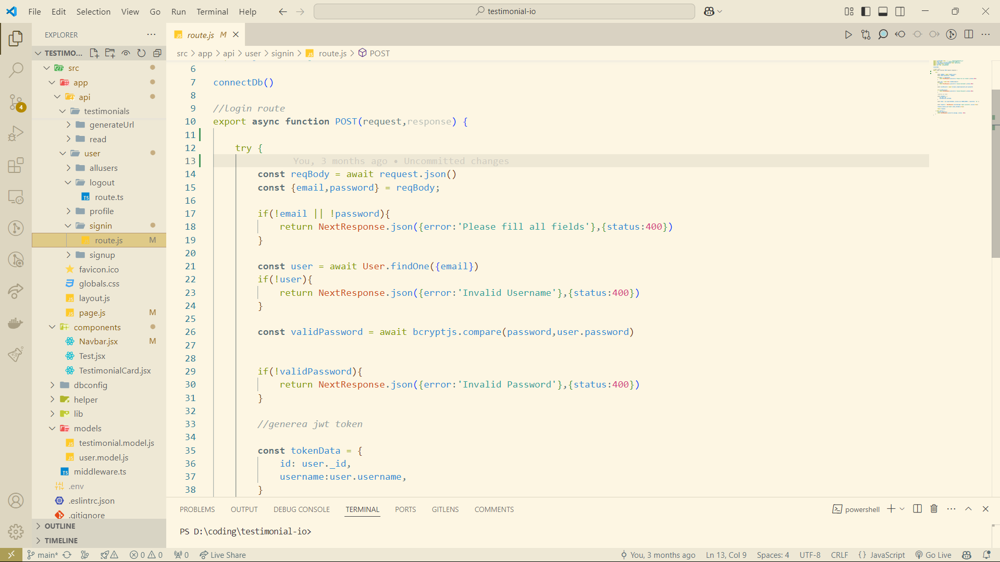 File Edit Selection View Go Run Terminal Help
testimonial-io
EXPLORER
TESTIMO...
src
app
api
testimonials
generateUrl
read
user
allusers
logout
TS route.ts
profile
signin
JS route.js M
signup
favicon.ico
globals.css
JS layout.js
JS page.js M
components
Navbar.jsx M
Test.jsx
TestimonialCard.jsx
dbconfig
helper
lib
models
JS testimonial.model.js
JS user.model.js
TS middleware.ts
.env
.eslintrc.json
.gitignore
OUTLINE
TIMELINE
4
JS route.js M
src > app > api > user > signin > JS route.js > POST
6
7 connectDb()
8
9 //login route
10 export async function POST(request,response) {
11
12 try {
13 You, 3 months ago • Uncommitted changes
14 const reqBody = await request.json()
15 const {email,password} = reqBody;
16
17 if(!email || !password){
18 return NextResponse.json({error:'Please fill all fields'},{status:400})
19 }
20
21 const user = await User.findOne({email})
22 if(!user){
23 return NextResponse.json({error:'Invalid Username'},{status:400})
24 }
25
26 const validPassword = await bcryptjs.compare(password,user.password)
27
28
29 if(!validPassword){
30 return NextResponse.json({error:'Invalid Password'},{status:400})
31 }
32
33 //generea jwt token
34
35 const tokenData = {
36 id: user._id,
37 username:user.username,
38 }
PROBLEMS OUTPUT DEBUG CONSOLE TERMINAL PORTS GITLENS COMMENTS
powershell
PS D:\coding\testimonial-io>
main* 0 0 0 Live Share
You, 3 months ago Ln 13, Col 9 Spaces: 4 UTF-8 CRLF {} JavaScript Go Live